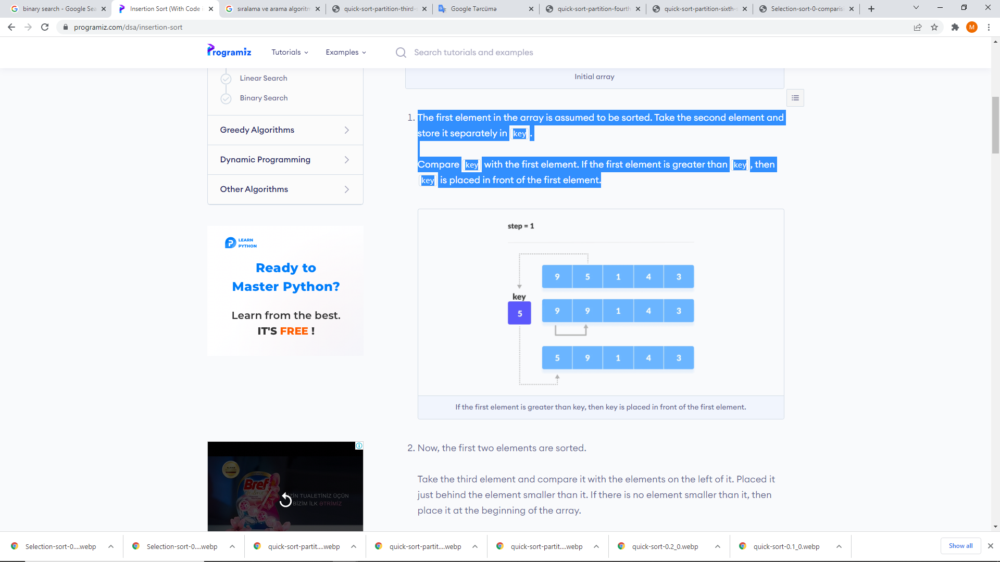 binary search - Google Sea
Insertion Sort (With Code i
sıralama ve arama algoritm
quick-sort-partition-third-s
Google Tərcümə
quick-sort-partition-fourth
quick-sort-partition-sixth-s
Selection-sort-0-comparisi
programiz.com/dsa/insertion-sort
M
Programiz
Tutorials
Examples
Search tutorials and examples
Linear Search
Binary Search
Greedy Algorithms
Dynamic Programming
Other Algorithms
LEARN
PYTHON
Ready to
Master Python?
Learn from the best.
IT'S FREE !
Bref
BİZİM İLK ƏTRİMİZ
Initial array
1. The first element in the array is assumed to be sorted. Take the second element and
store it separately in key .
Compare key with the first element. If the first element is greater than key , then
key is placed in front of the first element.
step = 1
9 5 1 4 3
key
5
9 9 1 4 3
5 9 1 4 3
If the first element is greater than key, then key is placed in front of the first element.
2. Now, the first two elements are sorted.
Take the third element and compare it with the elements on the left of it. Placed it
just behind the element smaller than it. If there is no element smaller than it, then
place it at the beginning of the array.
Selection-sort-0....webp
Selection-sort-0....webp
quick-sort-partit....webp
quick-sort-partit....webp
quick-sort-partit....webp
quick-sort-0.2_0.webp
quick-sort-0.1_0.webp
Show all